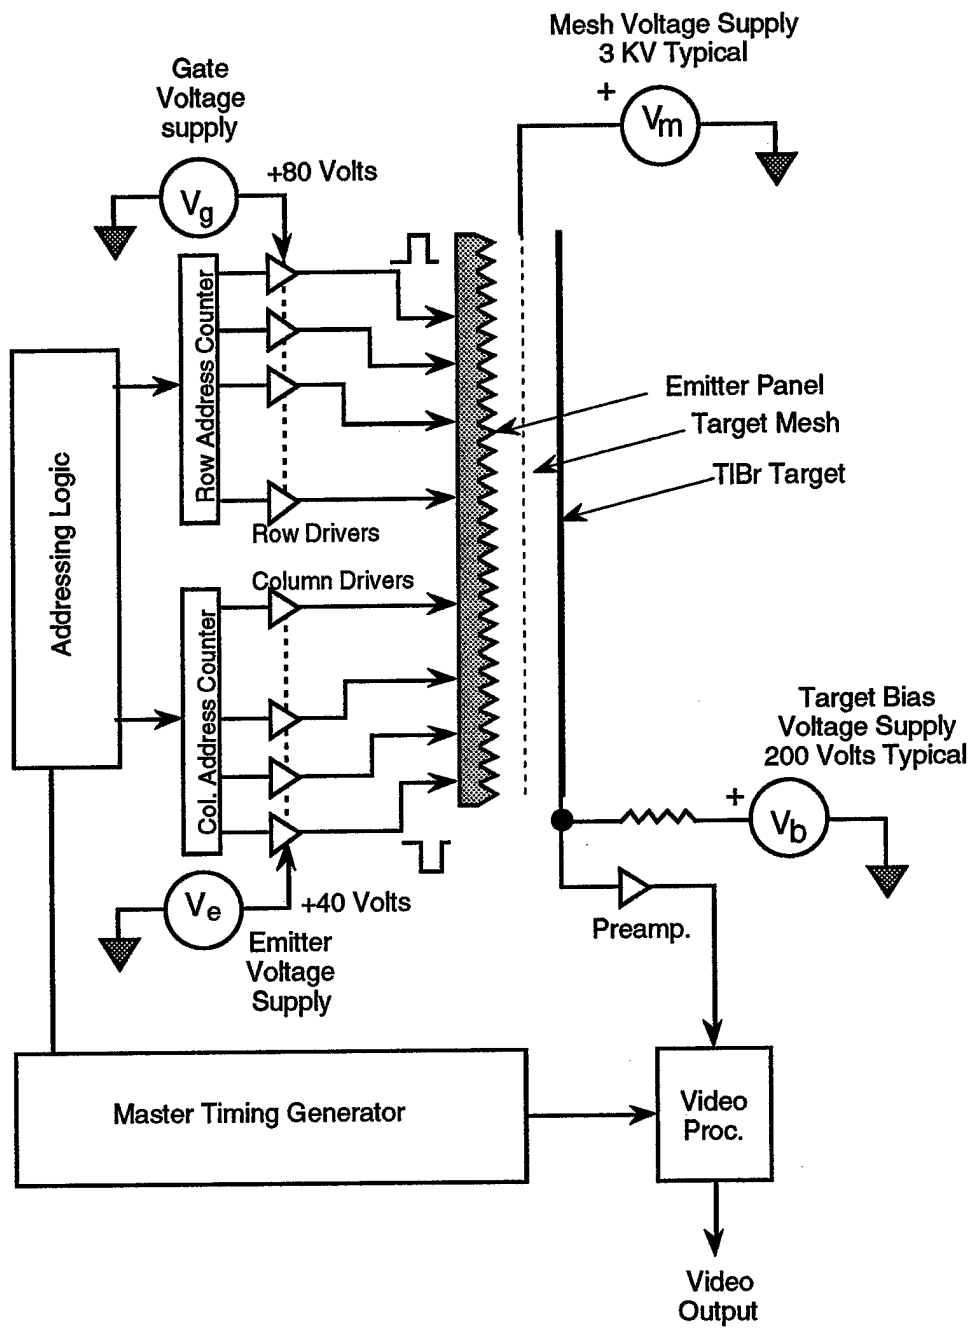 Mesh Voltage Supply
3 KV Typical
+
Vm
Gate
Voltage
supply
+80 Volts
Vg
Row Address Counter
Row Drivers
Emitter Panel
Target Mesh
TlBr Target
Addressing Logic
Column Drivers
Col. Address Counter
Target Bias
Voltage Supply
200 Volts Typical
+
Vb
Ve
+40 Volts
Emitter
Voltage
Supply
Preamp.
Master Timing Generator
Video
Proc.
Video
Output